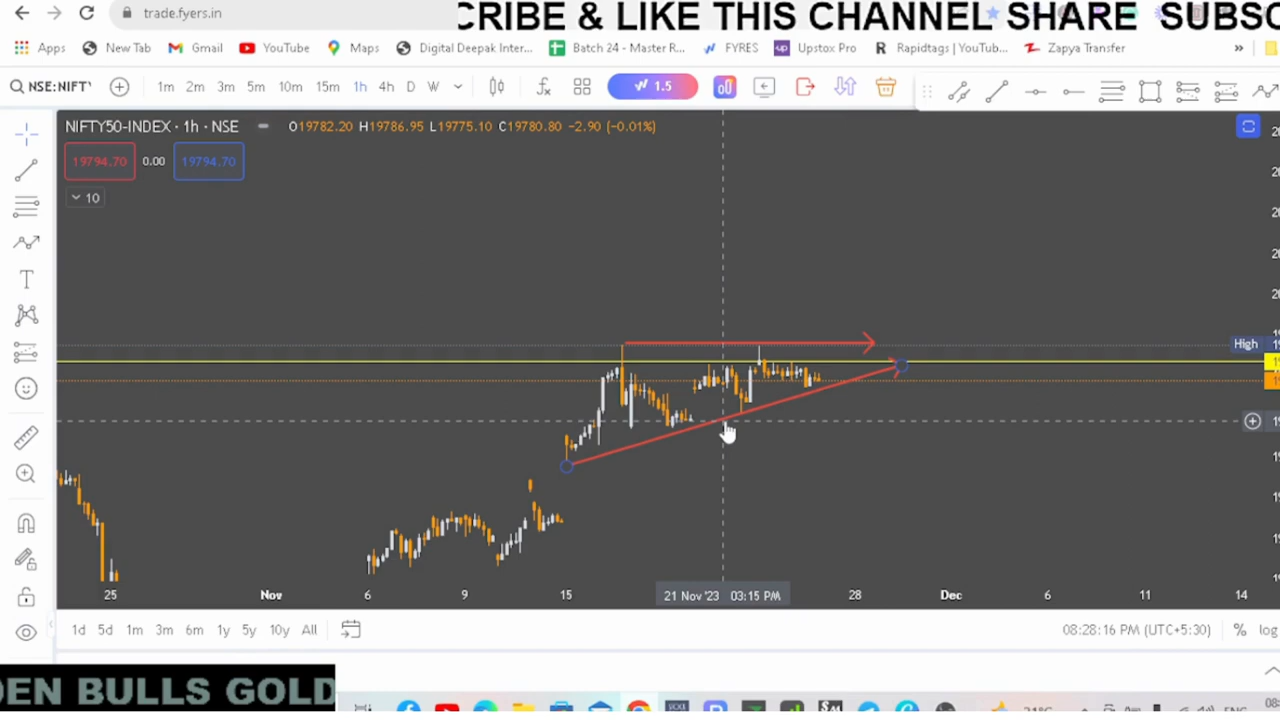 CRIBE & LIKE THIS CHANNEL SHARE SUBSC
trade.fyers.in
Apps New Tab Gmail YouTube Maps Digital Deepak Inter... Batch 24 - Master R... FYRES Upstox Pro Rapidtags | YouTub... Zapya Transfer »
NSE:NIFTY 1m 2m 3m 5m 10m 15m 1h 4h D W 1.5
NIFTY50-INDEX · 1h · NSE O19782.20 H19786.95 L19775.10 C19780.80 -2.90 (-0.01%)
19794.70 0.00 19794.70
10
High
25 Nov 6 9 15 21 Nov '23 03:15 PM 28 Dec 6 11 14
1d 5d 1m 3m 6m 1y 5y 10y All 08:28:16 PM (UTC+5:30) % log
DEN BULLS GOLD
ENG